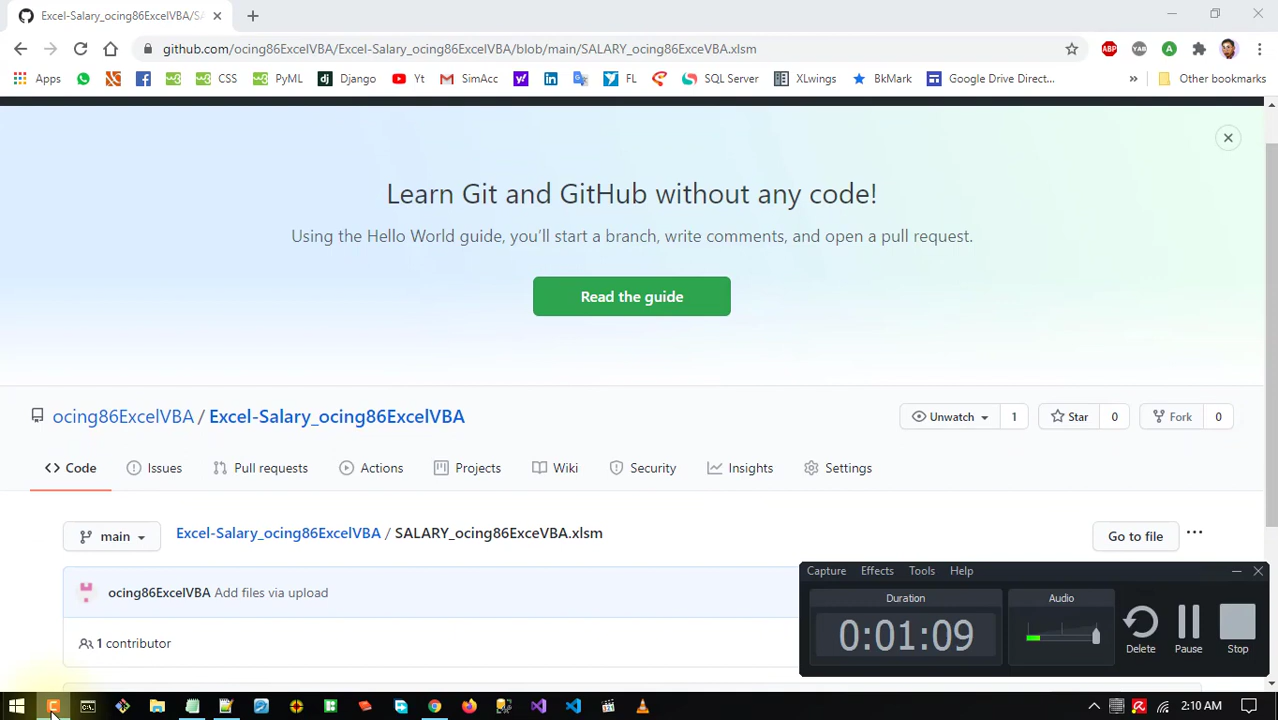 Excel-Salary_ocing86ExcelVBA/SA
github.com/ocing86ExcelVBA/Excel-Salary_ocing86ExcelVBA/blob/main/SALARY_ocing86ExceVBA.xlsm
ABP YAB A
Apps CSS PyML dj Django Yt SimAcc FL SQL Server XLwings BkMark Google Drive Direct... » Other bookmarks
Learn Git and GitHub without any code!
Using the Hello World guide, you'll start a branch, write comments, and open a pull request.
Read the guide
ocing86ExcelVBA / Excel-Salary_ocing86ExcelVBA
Unwatch 1 Star 0 Fork 0
Code Issues Pull requests Actions Projects Wiki Security Insights Settings
main Excel-Salary_ocing86ExcelVBA / SALARY_ocing86ExceVBA.xlsm Go to file ...
ocing86ExcelVBA Add files via upload
1 contributor
Capture Effects Tools Help
Duration Audio
0:01:09
Delete Pause Stop
2:10 AM